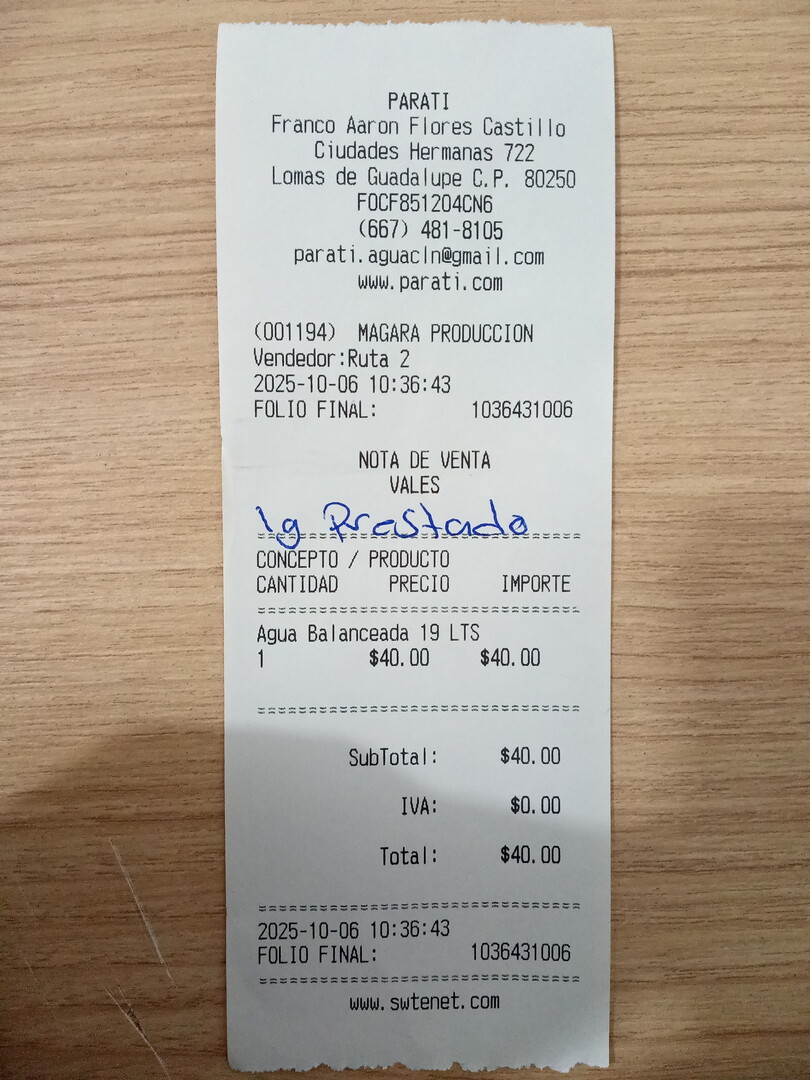 PARATI
Franco Aaron Flores Castillo
Ciudades Hermanas 722
Lomas de Guadalupe C.P. 80250
FOCF851204CN6
(667) 481-8105
parati.aguacln@gmail.com
www.parati.com
(001194) MAGARA PRODUCCION
Vendedor:Ruta 2
2025-10-06 10:36:43
FOLIO FINAL: 1036431006
NOTA DE VENTA
VALES
1g Prestado
==============================
CONCEPTO / PRODUCTO
CANTIDAD PRECIO IMPORTE
==============================
Agua Balanceada 19 LTS
1 $40.00 $40.00
==============================
SubTotal: $40.00
IVA: $0.00
Total: $40.00
==============================
2025-10-06 10:36:43
FOLIO FINAL: 1036431006
==============================
www.swtenet.com